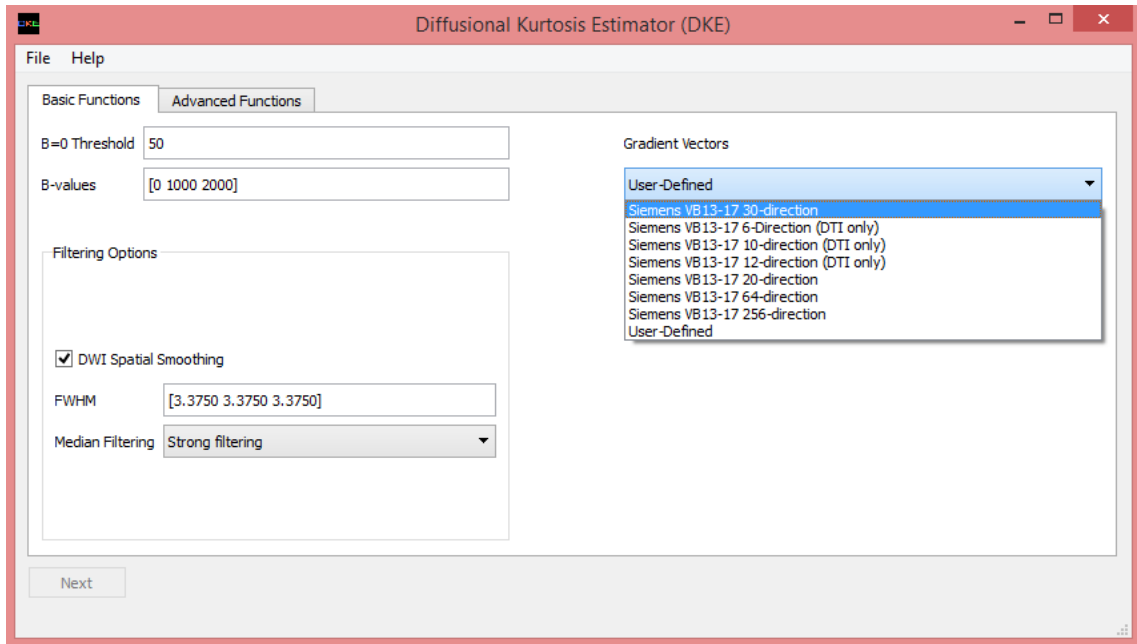 DKE
Diffusional Kurtosis Estimator (DKE)
File Help
Basic Functions
Advanced Functions
B=0 Threshold 50
B-values [0 1000 2000]
Filtering Options
DWI Spatial Smoothing
FWHM [3.3750 3.3750 3.3750]
Median Filtering Strong filtering
Gradient Vectors
User-Defined
Siemens VB13-17 30-direction
Siemens VB13-17 6-Direction (DTI only)
Siemens VB13-17 10-direction (DTI only)
Siemens VB13-17 12-direction (DTI only)
Siemens VB13-17 20-direction
Siemens VB13-17 64-direction
Siemens VB13-17 256-direction
User-Defined
Next